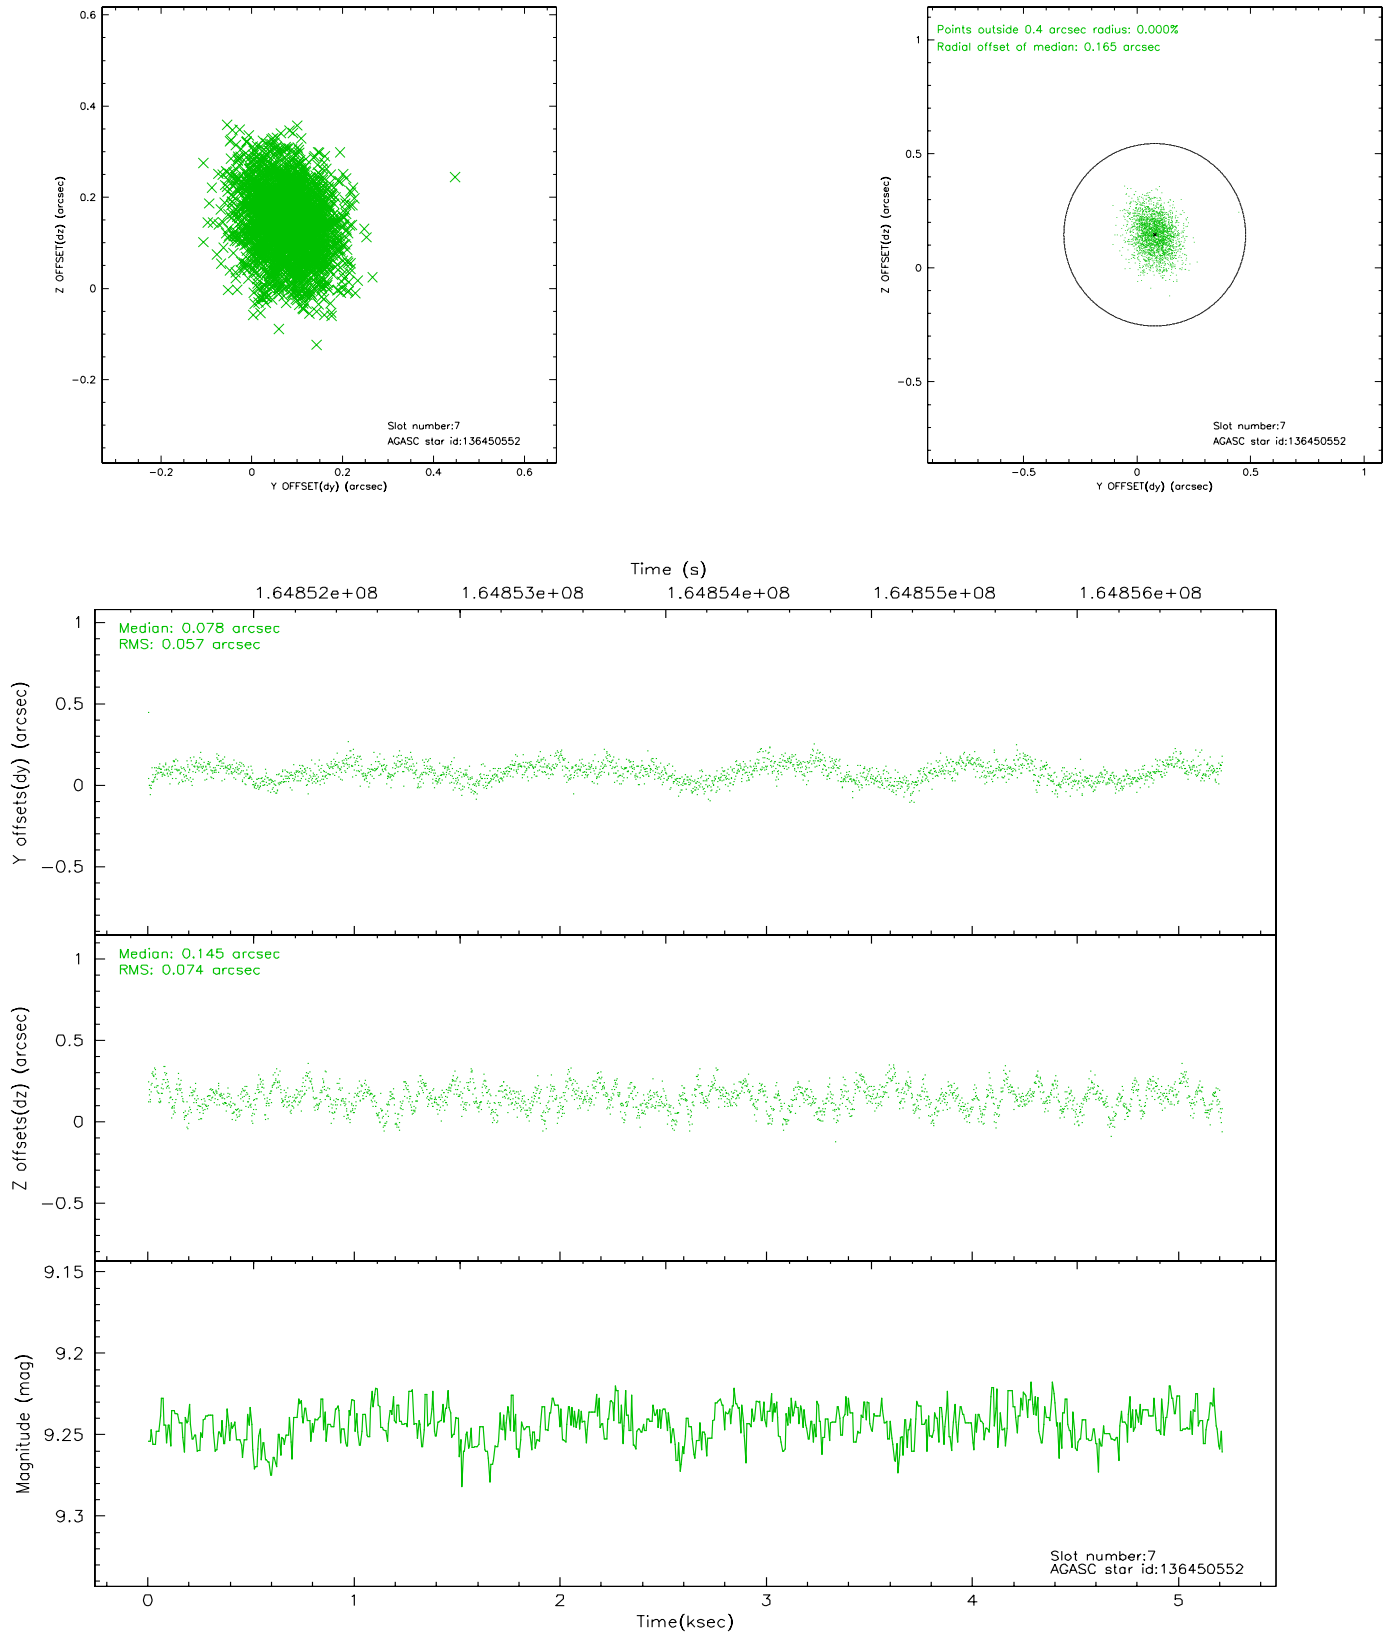 0.6
0.4
0.2
0
−0.2
Z OFFSET(dz) (arcsec)
Slot number:7
AGASC star id:136450552
−0.2 0 0.2 0.4 0.6
Y OFFSET(dy) (arcsec)
Points outside 0.4 arcsec radius: 0.000%
Radial offset of median: 0.165 arcsec
1
0.5
0
−0.5
Z OFFSET(dz) (arcsec)
Slot number:7
AGASC star id:136450552
−0.5 0 0.5 1
Y OFFSET(dy) (arcsec)
Time (s)
1.64852e+08 1.64853e+08 1.64854e+08 1.64855e+08 1.64856e+08
Median: 0.078 arcsec
RMS: 0.057 arcsec
1
0.5
0
−0.5
Y offsets(dy) (arcsec)
Median: 0.145 arcsec
RMS: 0.074 arcsec
1
0.5
0
−0.5
Z offsets(dz) (arcsec)
9.15
9.2
9.25
9.3
Magnitude (mag)
Slot number:7
AGASC star id:136450552
0 1 2 3 4 5
Time(ksec)